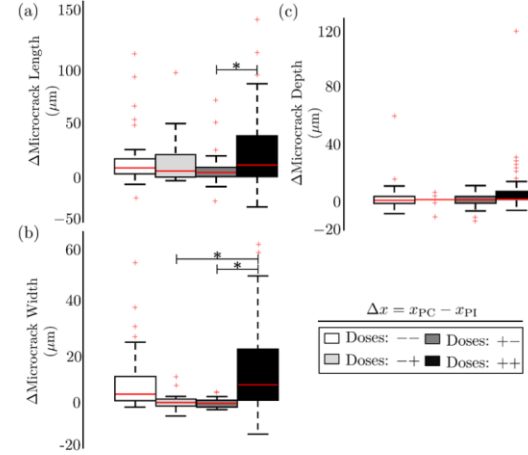 (a)
150
100
50
0
−50
ΔMicrocrack Length
(μm)
*
(b)
60
40
20
0
-20
ΔMicrocrack Width
(μm)
*
*
(c)
120
80
40
0
−20
ΔMicrocrack Depth
(μm)
Δx = xPC − xPI
Doses: −− Doses: +−
Doses: −+ Doses: ++